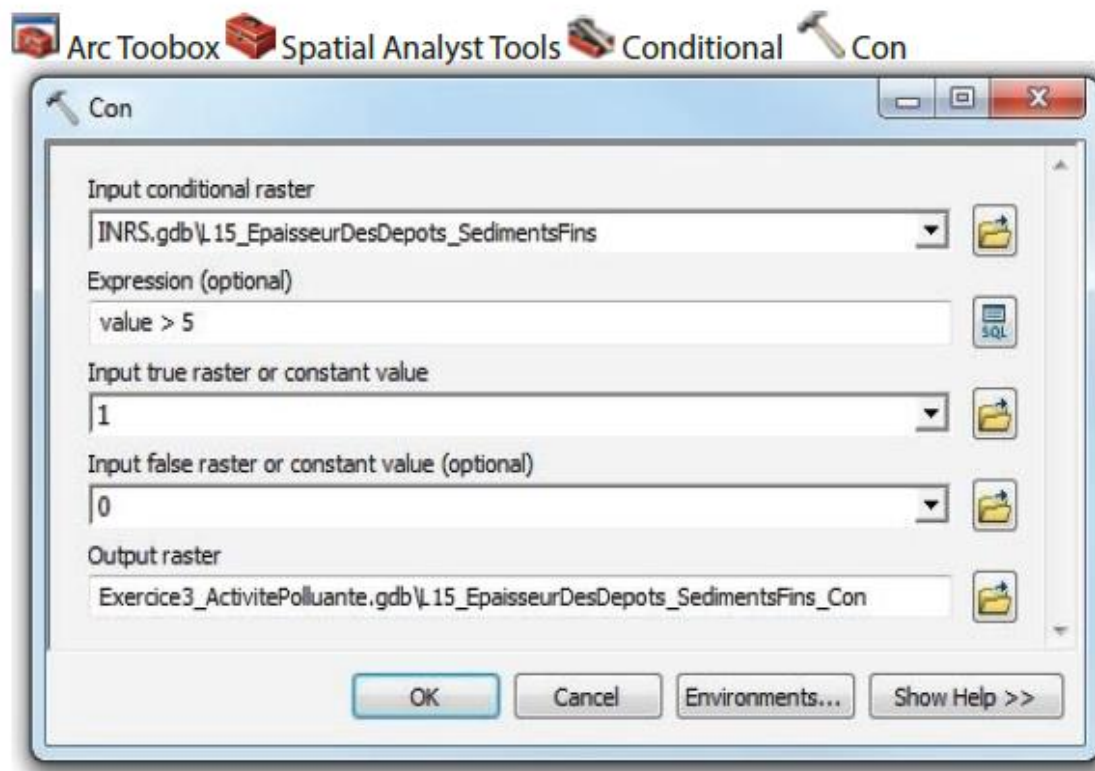 Arc Toobox Spatial Analyst Tools Conditional Con
Con
Input conditional raster
INRS.gdb\L15_EpaisseurDesDepots_SedimentsFins
Expression (optional)
value > 5
SQL
Input true raster or constant value
1
Input false raster or constant value (optional)
0
Output raster
Exercice3_ActivitePolluante.gdb\L15_EpaisseurDesDepots_SedimentsFins_Con
OK Cancel Environments... Show Help >>